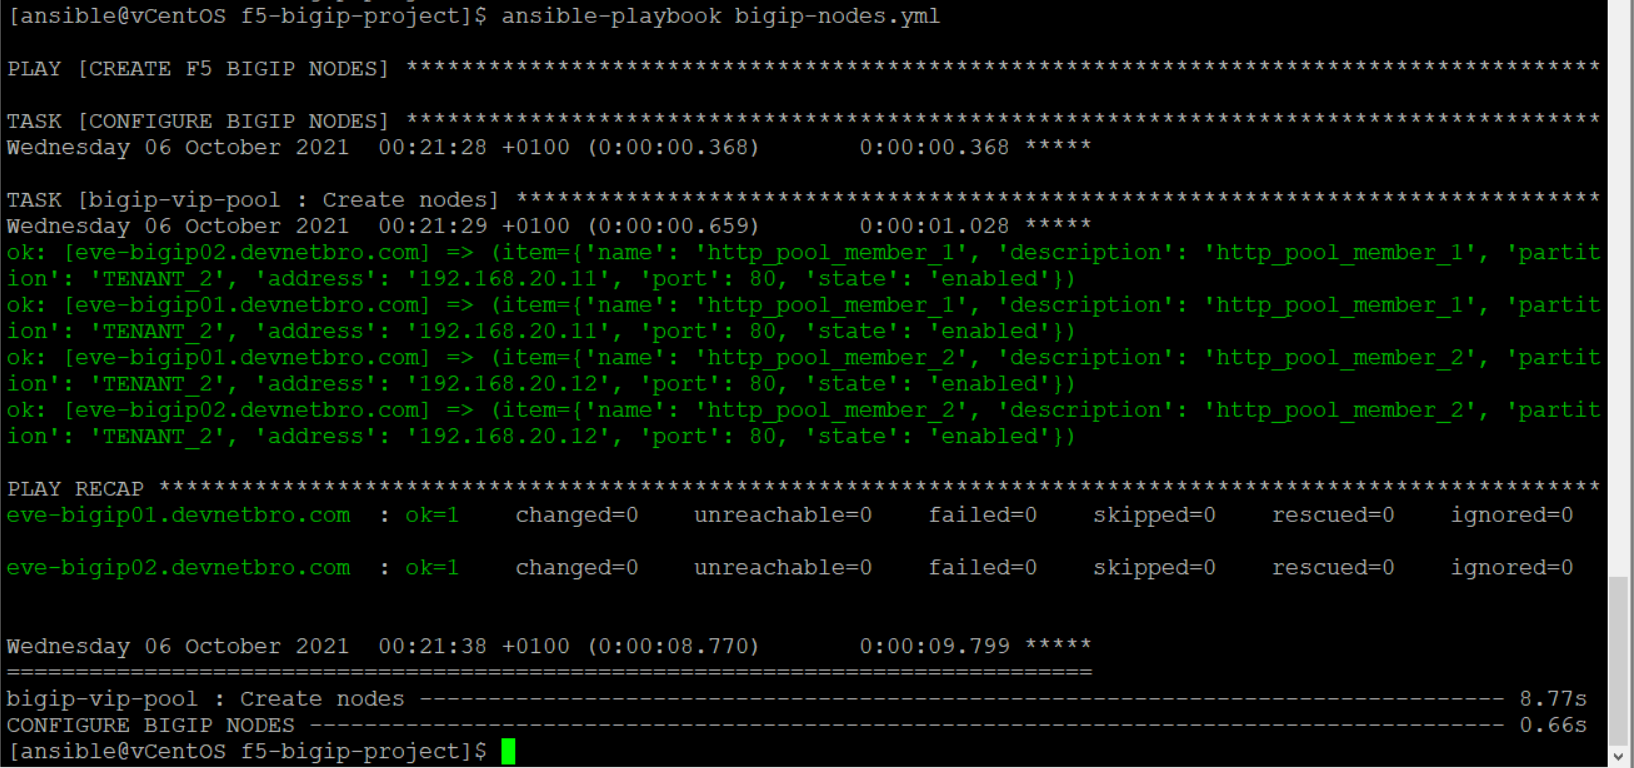 [ansible@vCentOS f5-bigip-project]$ ansible-playbook bigip-nodes.yml
PLAY [CREATE F5 BIGIP NODES] ***************************************************************************************
TASK [CONFIGURE BIGIP NODES] ***************************************************************************************
Wednesday 06 October 2021  00:21:28 +0100 (0:00:00.368)       0:00:00.368 *****
TASK [bigip-vip-pool : Create nodes] *******************************************************************************
Wednesday 06 October 2021  00:21:29 +0100 (0:00:00.659)       0:00:01.028 *****
ok: [eve-bigip02.devnetbro.com] => (item={'name': 'http_pool_member_1', 'description': 'http_pool_member_1', 'partit
ion': 'TENANT_2', 'address': '192.168.20.11', 'port': 80, 'state': 'enabled'})
ok: [eve-bigip01.devnetbro.com] => (item={'name': 'http_pool_member_1', 'description': 'http_pool_member_1', 'partit
ion': 'TENANT_2', 'address': '192.168.20.11', 'port': 80, 'state': 'enabled'})
ok: [eve-bigip01.devnetbro.com] => (item={'name': 'http_pool_member_2', 'description': 'http_pool_member_2', 'partit
ion': 'TENANT_2', 'address': '192.168.20.12', 'port': 80, 'state': 'enabled'})
ok: [eve-bigip02.devnetbro.com] => (item={'name': 'http_pool_member_2', 'description': 'http_pool_member_2', 'partit
ion': 'TENANT_2', 'address': '192.168.20.12', 'port': 80, 'state': 'enabled'})
PLAY RECAP *********************************************************************************************************
eve-bigip01.devnetbro.com  : ok=1    changed=0    unreachable=0    failed=0    skipped=0    rescued=0    ignored=0
eve-bigip02.devnetbro.com  : ok=1    changed=0    unreachable=0    failed=0    skipped=0    rescued=0    ignored=0
Wednesday 06 October 2021  00:21:38 +0100 (0:00:08.770)       0:00:09.799 *****
===============================================================================
bigip-vip-pool : Create nodes ------------------------------------------------------------------------------- 8.77s
CONFIGURE BIGIP NODES --------------------------------------------------------------------------------------- 0.66s
[ansible@vCentOS f5-bigip-project]$